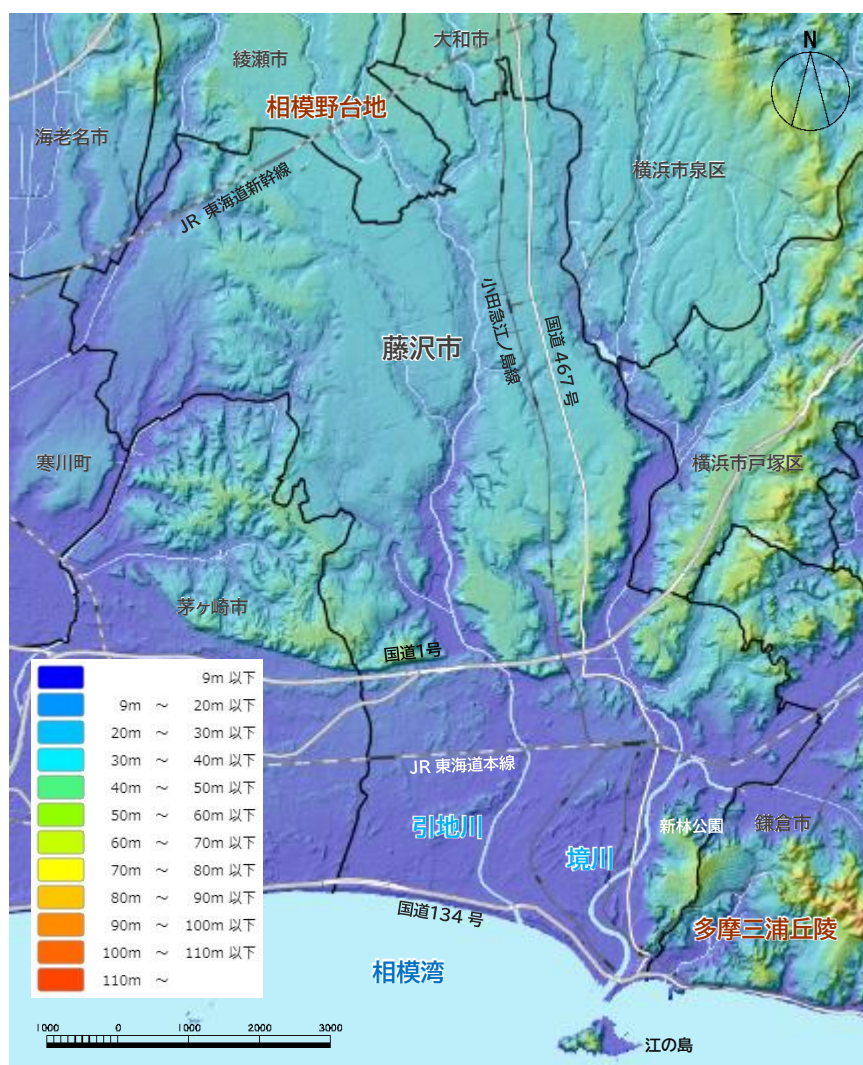 大和市
N
綾瀬市
相模野台地
海老名市
横浜市泉区
JR 東海道新幹線
小田急江ノ島線
国道 467 号
藤沢市
寒川町
横浜市戸塚区
茅ヶ崎市
国道1号
9m 以下
9m ～ 20m 以下
20m ～ 30m 以下
30m ～ 40m 以下
40m ～ 50m 以下
50m ～ 60m 以下
60m ～ 70m 以下
70m ～ 80m 以下
80m ～ 90m 以下
90m ～ 100m 以下
100m ～ 110m 以下
110m ～
JR 東海道本線
引地川
境川
新林公園
鎌倉市
国道134 号
多摩三浦丘陵
相模湾
1000 0 1000 2000 3000
江の島